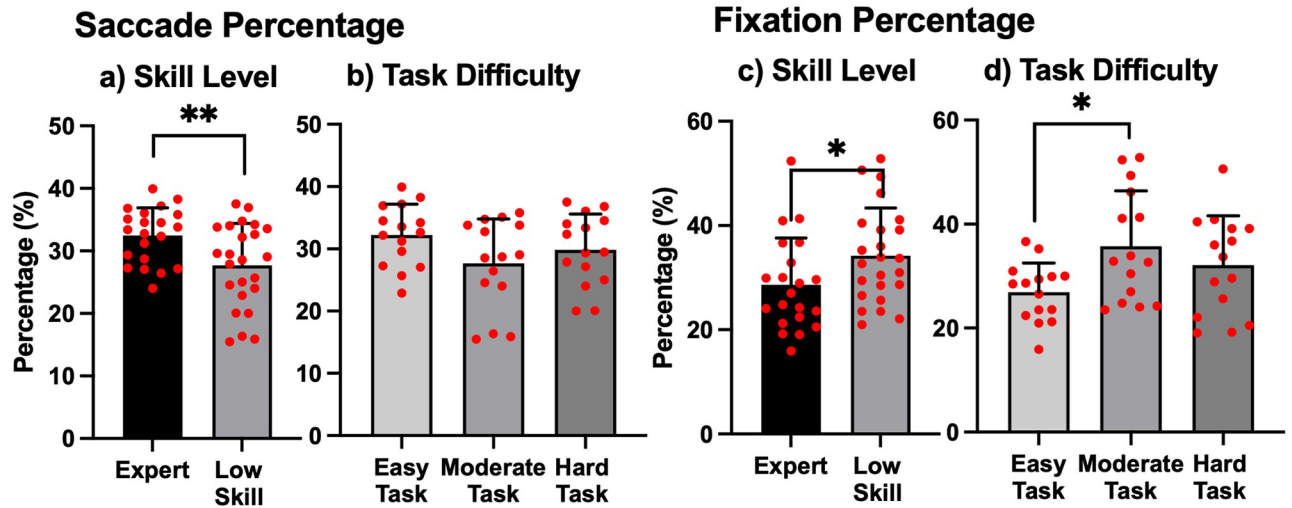 Saccade Percentage
Fixation Percentage
a) Skill Level
b) Task Difficulty
c) Skill Level
d) Task Difficulty
**
*
*
Percentage (%)
50
40
30
20
10
0
Expert
Low
Skill
50
40
30
20
10
0
Easy
Task
Moderate
Task
Hard
Task
Percentage (%)
60
40
20
0
Expert
Low
Skill
60
40
20
0
Easy
Task
Moderate
Task
Hard
Task